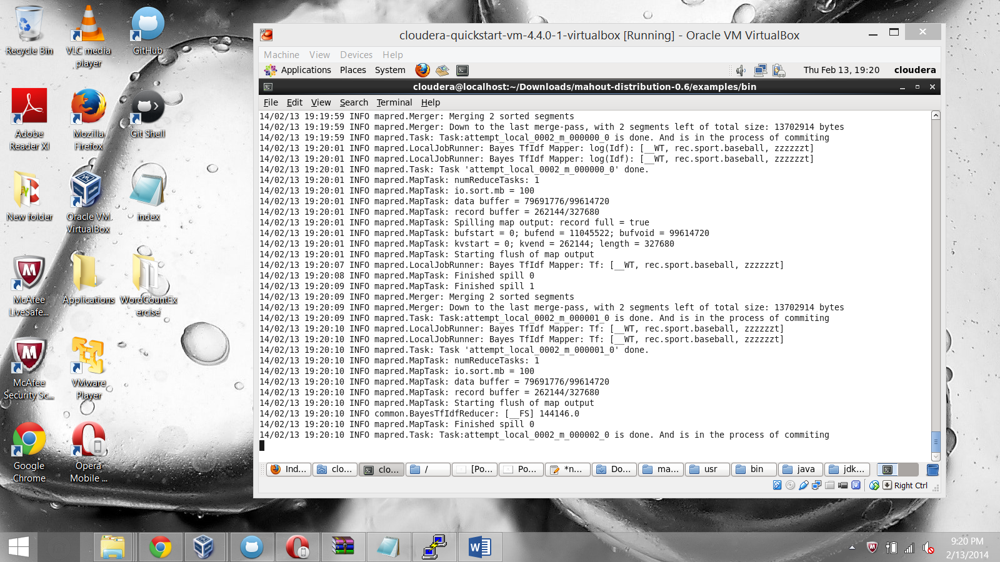 Recycle Bin
VLC media
player
GitHub
Adobe
Reader XI
Mozilla
Firefox
Git Shell
New folder
Oracle VM
VirtualBox
index
McAfee
LiveSafe...
Applications
WordCountEx
ercise
McAfee
Security Sc...
VMware
Player
Google
Chrome
Opera
Mobile ...
cloudera-quickstart-vm-4.4.0-1-virtualbox [Running] - Oracle VM VirtualBox
Machine View Devices Help
Applications Places System Thu Feb 13, 19:20 cloudera
cloudera@localhost:~/Downloads/mahout-distribution-0.6/examples/bin
File Edit View Search Terminal Help
14/02/13 19:19:59 INFO mapred.Merger: Merging 2 sorted segments
14/02/13 19:19:59 INFO mapred.Merger: Down to the last merge-pass, with 2 segments left of total size: 13702914 bytes
14/02/13 19:19:59 INFO mapred.Task: Task:attempt_local_0002_m_000000_0 is done. And is in the process of commiting
14/02/13 19:20:01 INFO mapred.LocalJobRunner: Bayes TfIdf Mapper: log(Idf): [__WT, rec.sport.baseball, zzzzzzt]
14/02/13 19:20:01 INFO mapred.LocalJobRunner: Bayes TfIdf Mapper: log(Idf): [__WT, rec.sport.baseball, zzzzzzt]
14/02/13 19:20:01 INFO mapred.Task: Task 'attempt_local_0002_m_000000_0' done.
14/02/13 19:20:01 INFO mapred.MapTask: numReduceTasks: 1
14/02/13 19:20:01 INFO mapred.MapTask: io.sort.mb = 100
14/02/13 19:20:01 INFO mapred.MapTask: data buffer = 79691776/99614720
14/02/13 19:20:01 INFO mapred.MapTask: record buffer = 262144/327680
14/02/13 19:20:01 INFO mapred.MapTask: Spilling map output: record full = true
14/02/13 19:20:01 INFO mapred.MapTask: bufstart = 0; bufend = 11045522; bufvoid = 99614720
14/02/13 19:20:01 INFO mapred.MapTask: kvstart = 0; kvend = 262144; length = 327680
14/02/13 19:20:01 INFO mapred.MapTask: Starting flush of map output
14/02/13 19:20:07 INFO mapred.LocalJobRunner: Bayes TfIdf Mapper: Tf: [__WT, rec.sport.baseball, zzzzzzt]
14/02/13 19:20:08 INFO mapred.MapTask: Finished spill 0
14/02/13 19:20:09 INFO mapred.MapTask: Finished spill 1
14/02/13 19:20:09 INFO mapred.Merger: Merging 2 sorted segments
14/02/13 19:20:09 INFO mapred.Merger: Down to the last merge-pass, with 2 segments left of total size: 13702914 bytes
14/02/13 19:20:09 INFO mapred.Task: Task:attempt_local_0002_m_000001_0 is done. And is in the process of commiting
14/02/13 19:20:10 INFO mapred.LocalJobRunner: Bayes TfIdf Mapper: Tf: [__WT, rec.sport.baseball, zzzzzzt]
14/02/13 19:20:10 INFO mapred.LocalJobRunner: Bayes TfIdf Mapper: Tf: [__WT, rec.sport.baseball, zzzzzzt]
14/02/13 19:20:10 INFO mapred.Task: Task 'attempt_local_0002_m_000001_0' done.
14/02/13 19:20:10 INFO mapred.MapTask: numReduceTasks: 1
14/02/13 19:20:10 INFO mapred.MapTask: io.sort.mb = 100
14/02/13 19:20:10 INFO mapred.MapTask: data buffer = 79691776/99614720
14/02/13 19:20:10 INFO mapred.MapTask: record buffer = 262144/327680
14/02/13 19:20:10 INFO mapred.MapTask: Starting flush of map output
14/02/13 19:20:10 INFO common.BayesTfIdfReducer: [__FS] 144146.0
14/02/13 19:20:10 INFO mapred.MapTask: Finished spill 0
14/02/13 19:20:10 INFO mapred.Task: Task:attempt_local_0002_m_000002_0 is done. And is in the process of commiting
Ind... clo... clo... / [Po... Po... *n... Do... ma... usr bin java jdk...
Right Ctrl
9:20 PM
2/13/2014